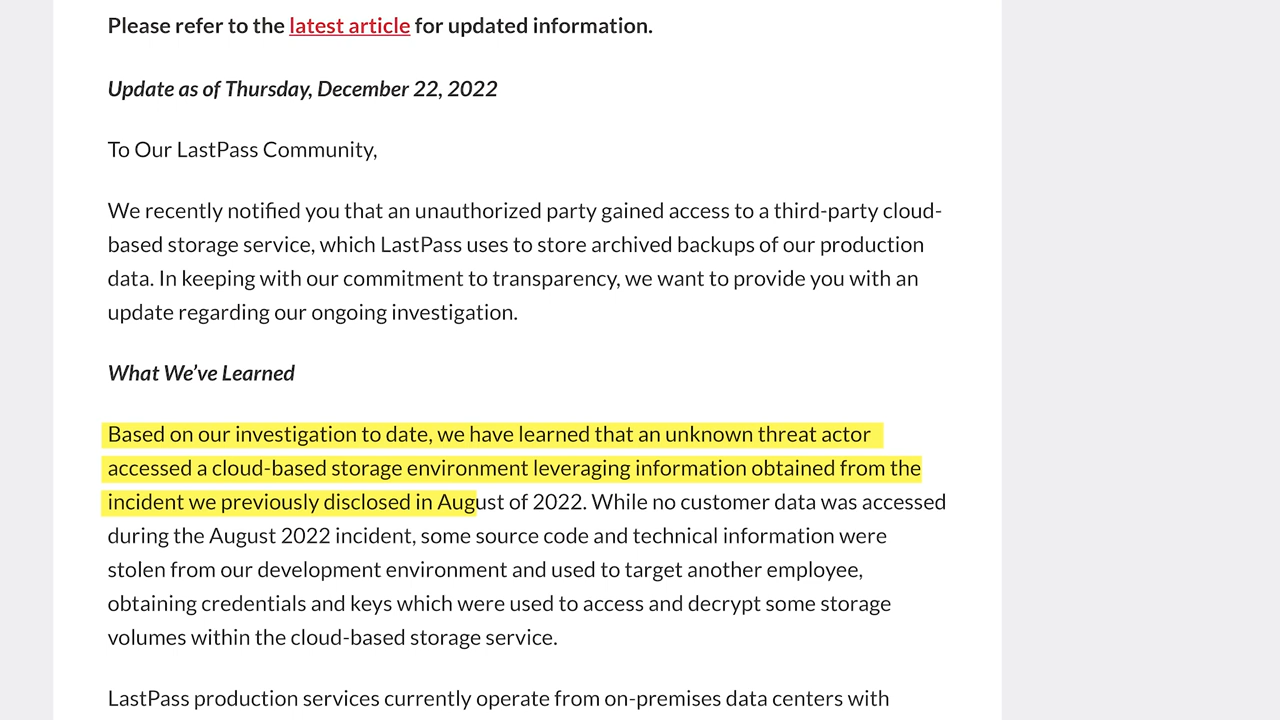 Please refer to the latest article for updated information.
Update as of Thursday, December 22, 2022
To Our LastPass Community,
We recently notified you that an unauthorized party gained access to a third-party cloud-
based storage service, which LastPass uses to store archived backups of our production
data. In keeping with our commitment to transparency, we want to provide you with an
update regarding our ongoing investigation.
What We’ve Learned
Based on our investigation to date, we have learned that an unknown threat actor
accessed a cloud-based storage environment leveraging information obtained from the
incident we previously disclosed in August of 2022. While no customer data was accessed
during the August 2022 incident, some source code and technical information were
stolen from our development environment and used to target another employee,
obtaining credentials and keys which were used to access and decrypt some storage
volumes within the cloud-based storage service.
LastPass production services currently operate from on-premises data centers with